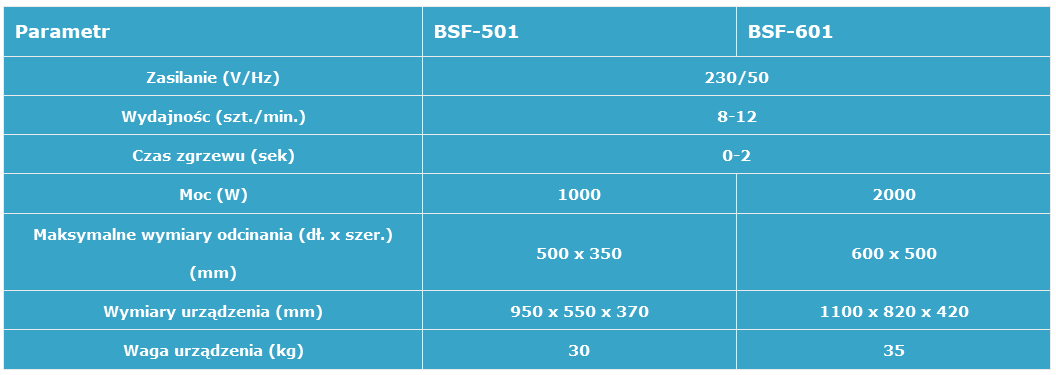 Parametr BSF-501 BSF-601
Zasilanie (V/Hz) 230/50
Wydajnośc (szt./min.) 8-12
Czas zgrzewu (sek) 0-2
Moc (W) 1000 2000
Maksymalne wymiary odcinania (dł. x szer.)
(mm) 500 x 350 600 x 500
Wymiary urządzenia (mm) 950 x 550 x 370 1100 x 820 x 420
Waga urządzenia (kg) 30 35